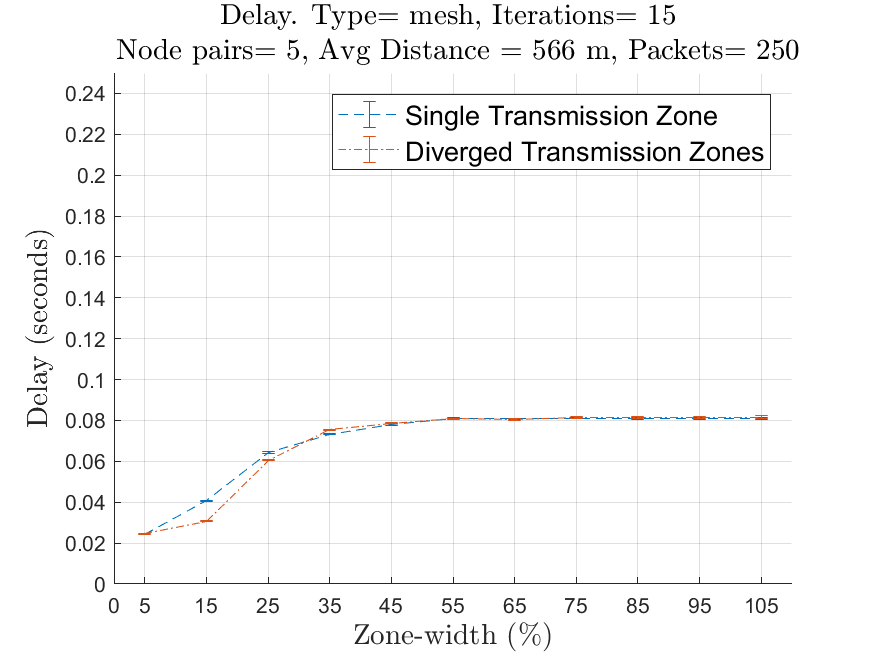 Delay. Type= mesh, Iterations= 15
Node pairs= 5, Avg Distance = 566 m, Packets= 250
Single Transmission Zone
Diverged Transmission Zones
0.24
0.22
0.2
0.18
0.16
0.14
0.12
0.1
0.08
0.06
0.04
0.02
0
Delay (seconds)
0 5 15 25 35 45 55 65 75 85 95 105
Zone-width (%)